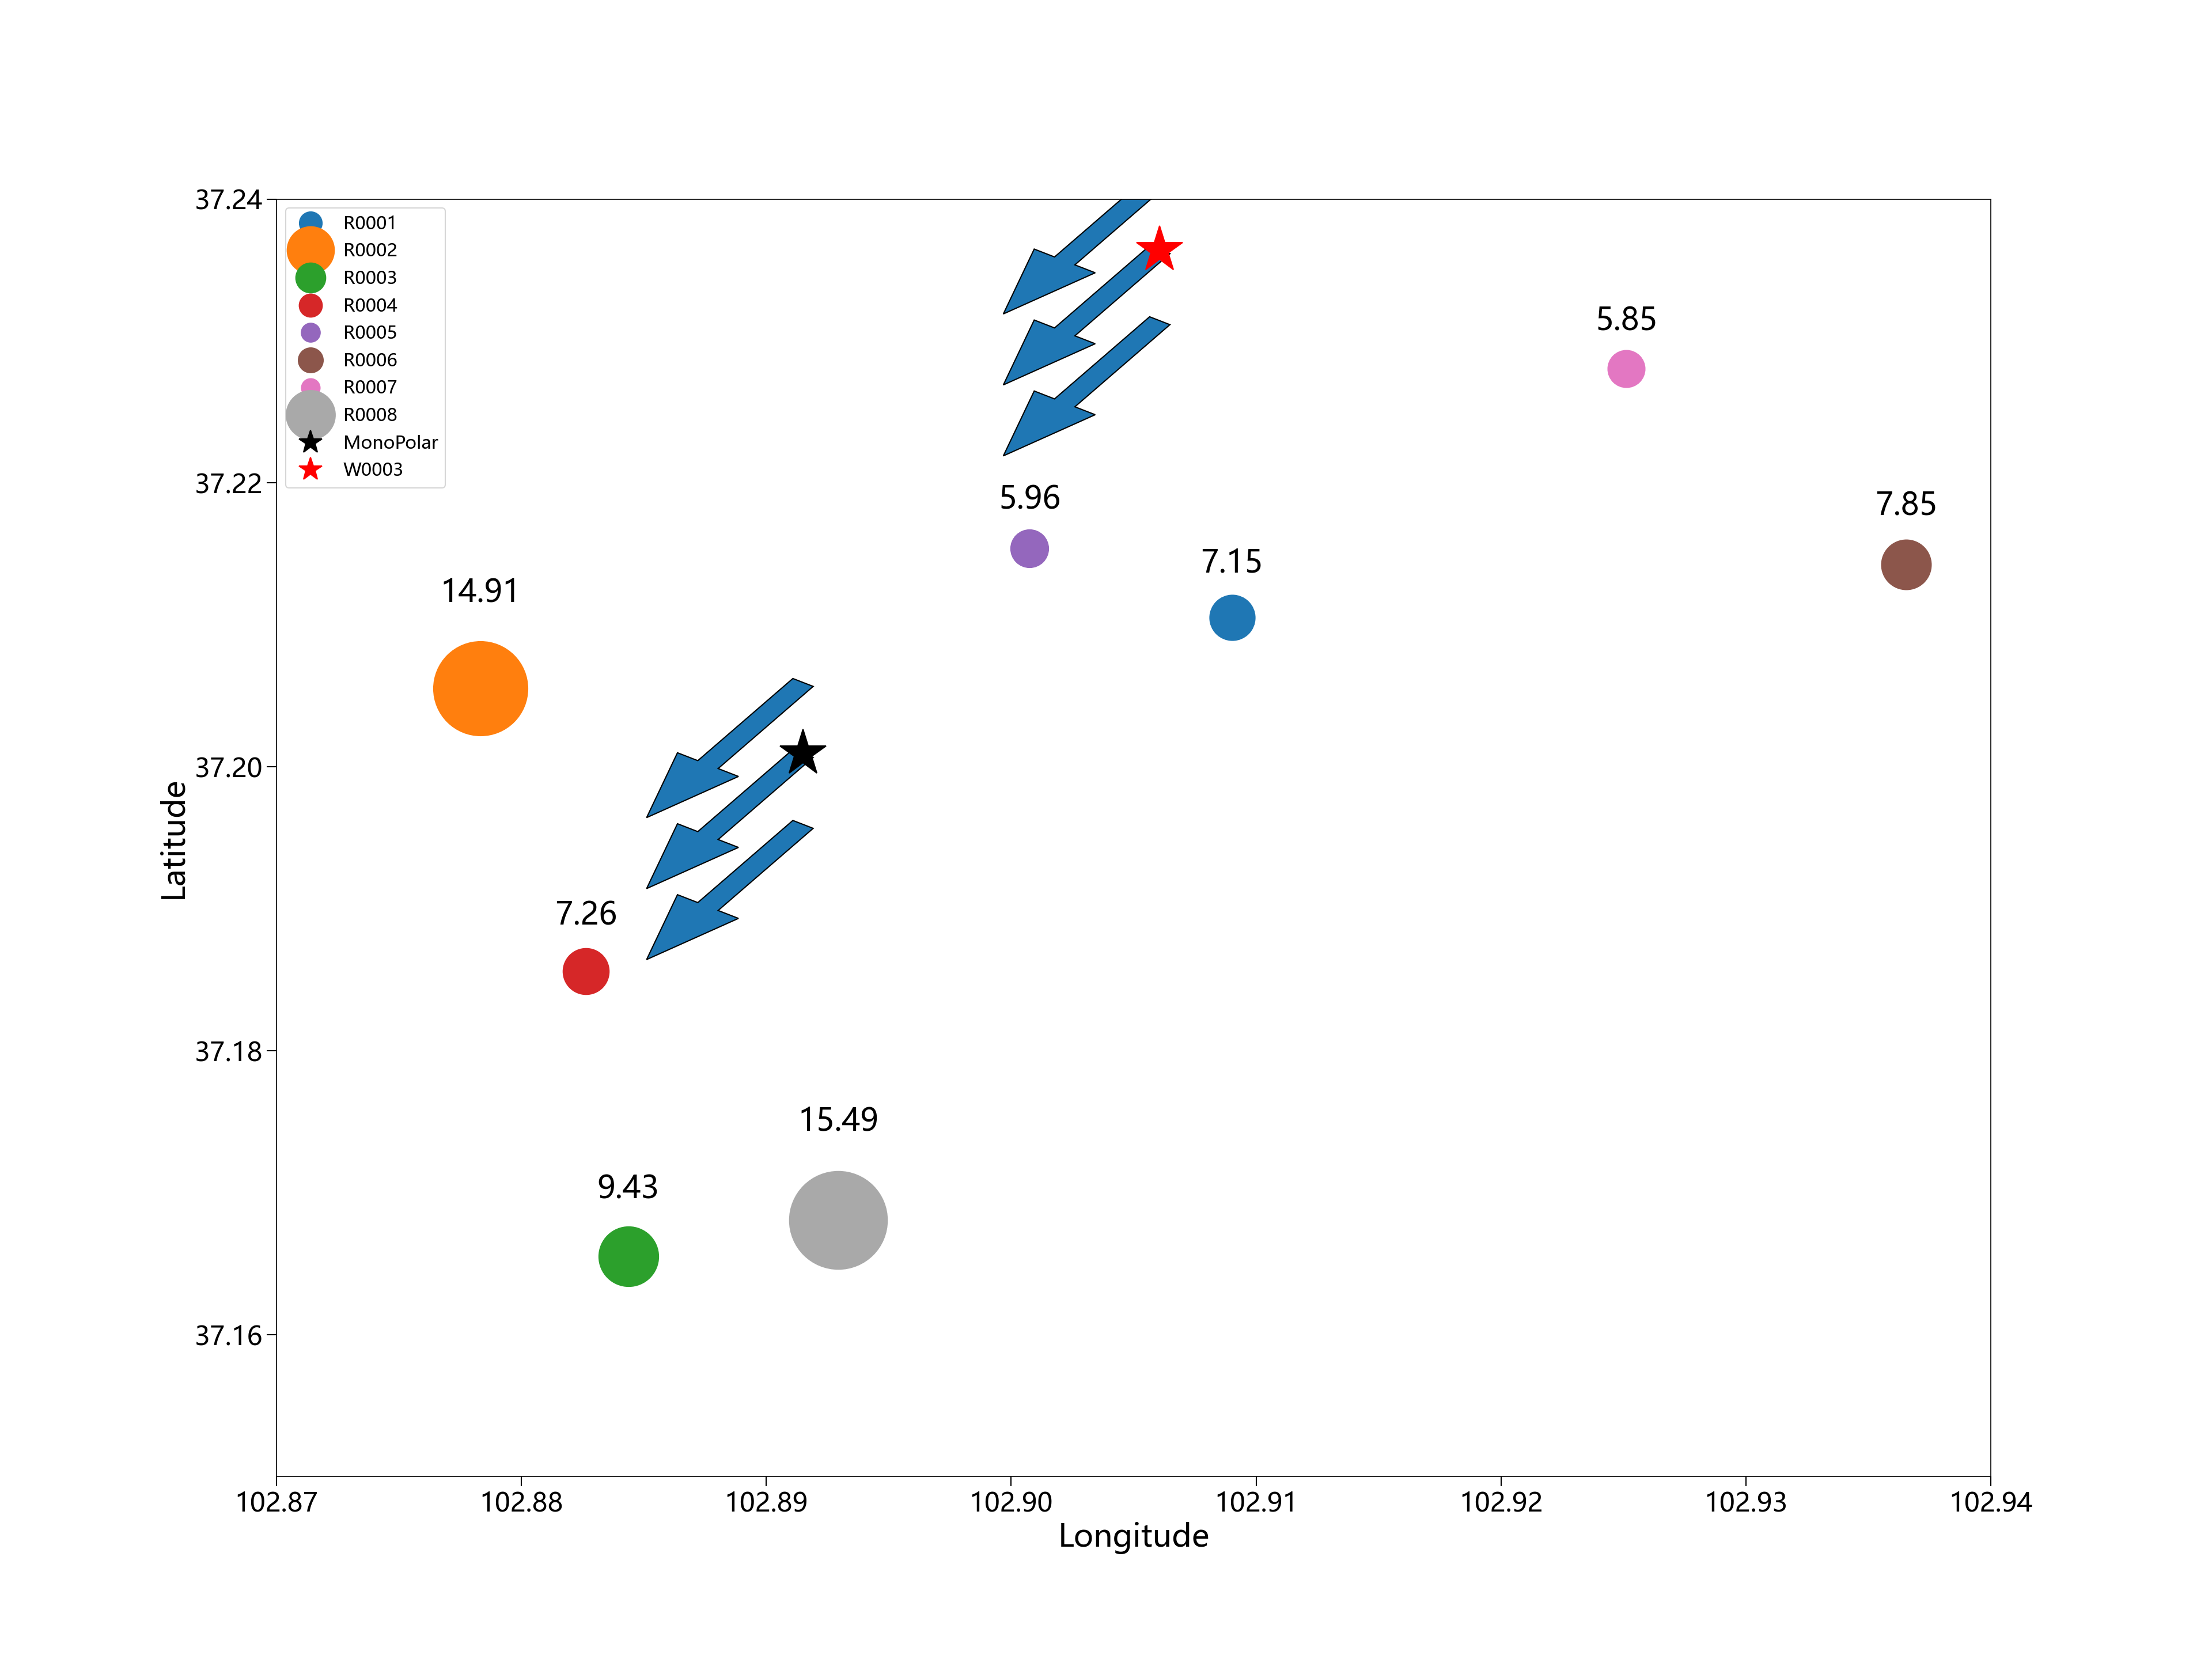 37.24
37.22
37.20
37.18
37.16
Latitude
R0001
R0002
R0003
R0004
R0005
R0006
R0007
R0008
MonoPolar
W0003
5.85
5.96
7.85
7.15
14.91
7.26
15.49
9.43
102.87 102.88 102.89 102.90 102.91 102.92 102.93 102.94
Longitude